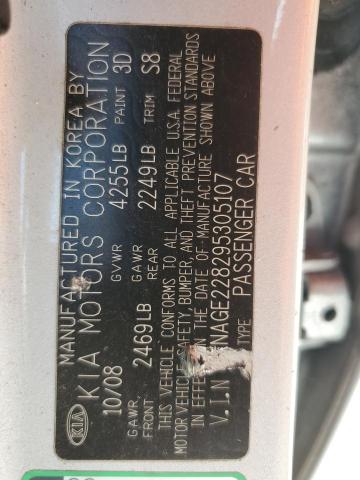 MANUFACTURED IN KOREA BY
KIA KIA MOTORS CORPORATION
10/08 GVWR 4255LB PAINT 3D
GAWR FRONT 2469LB GAWR REAR 2249LB TRIM S8
THIS VEHICLE CONFORMS TO ALL APPLICABLE U.S.A. FEDERAL
MOTOR VEHICLE SAFETY, BUMPER, AND THEFT PREVENTION STANDARDS
IN EFFECT ON THE DATE OF MANUFACTURE SHOWN ABOVE
V.I.N NAGE228295305107
TYPE PASSENGER CAR